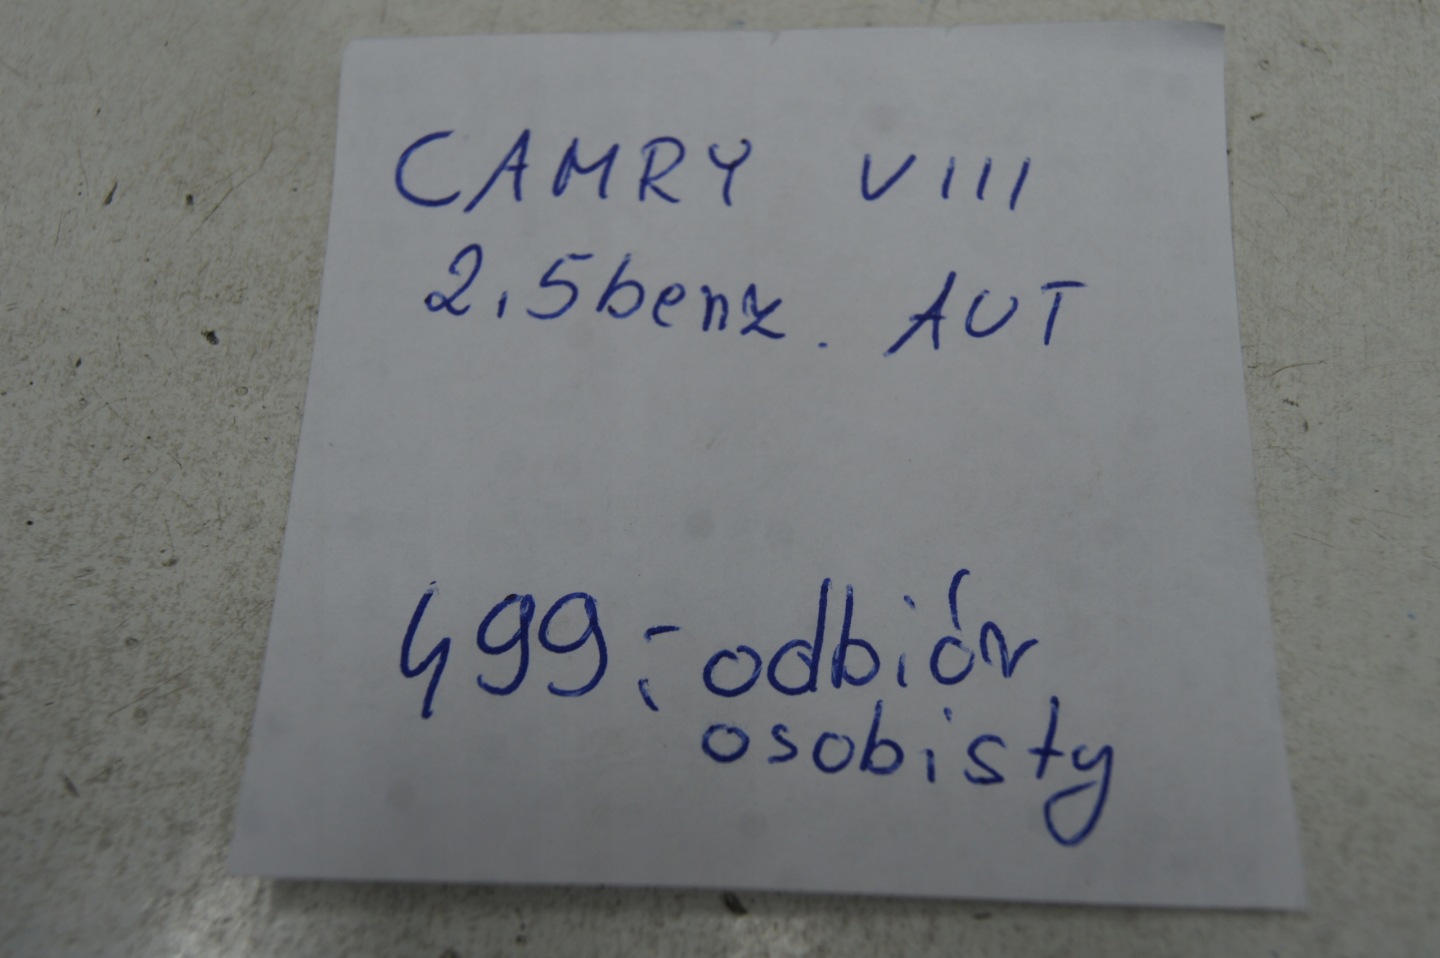 CAMRY VIII
2,5benz. AUT
499,- odbiór
osobisty